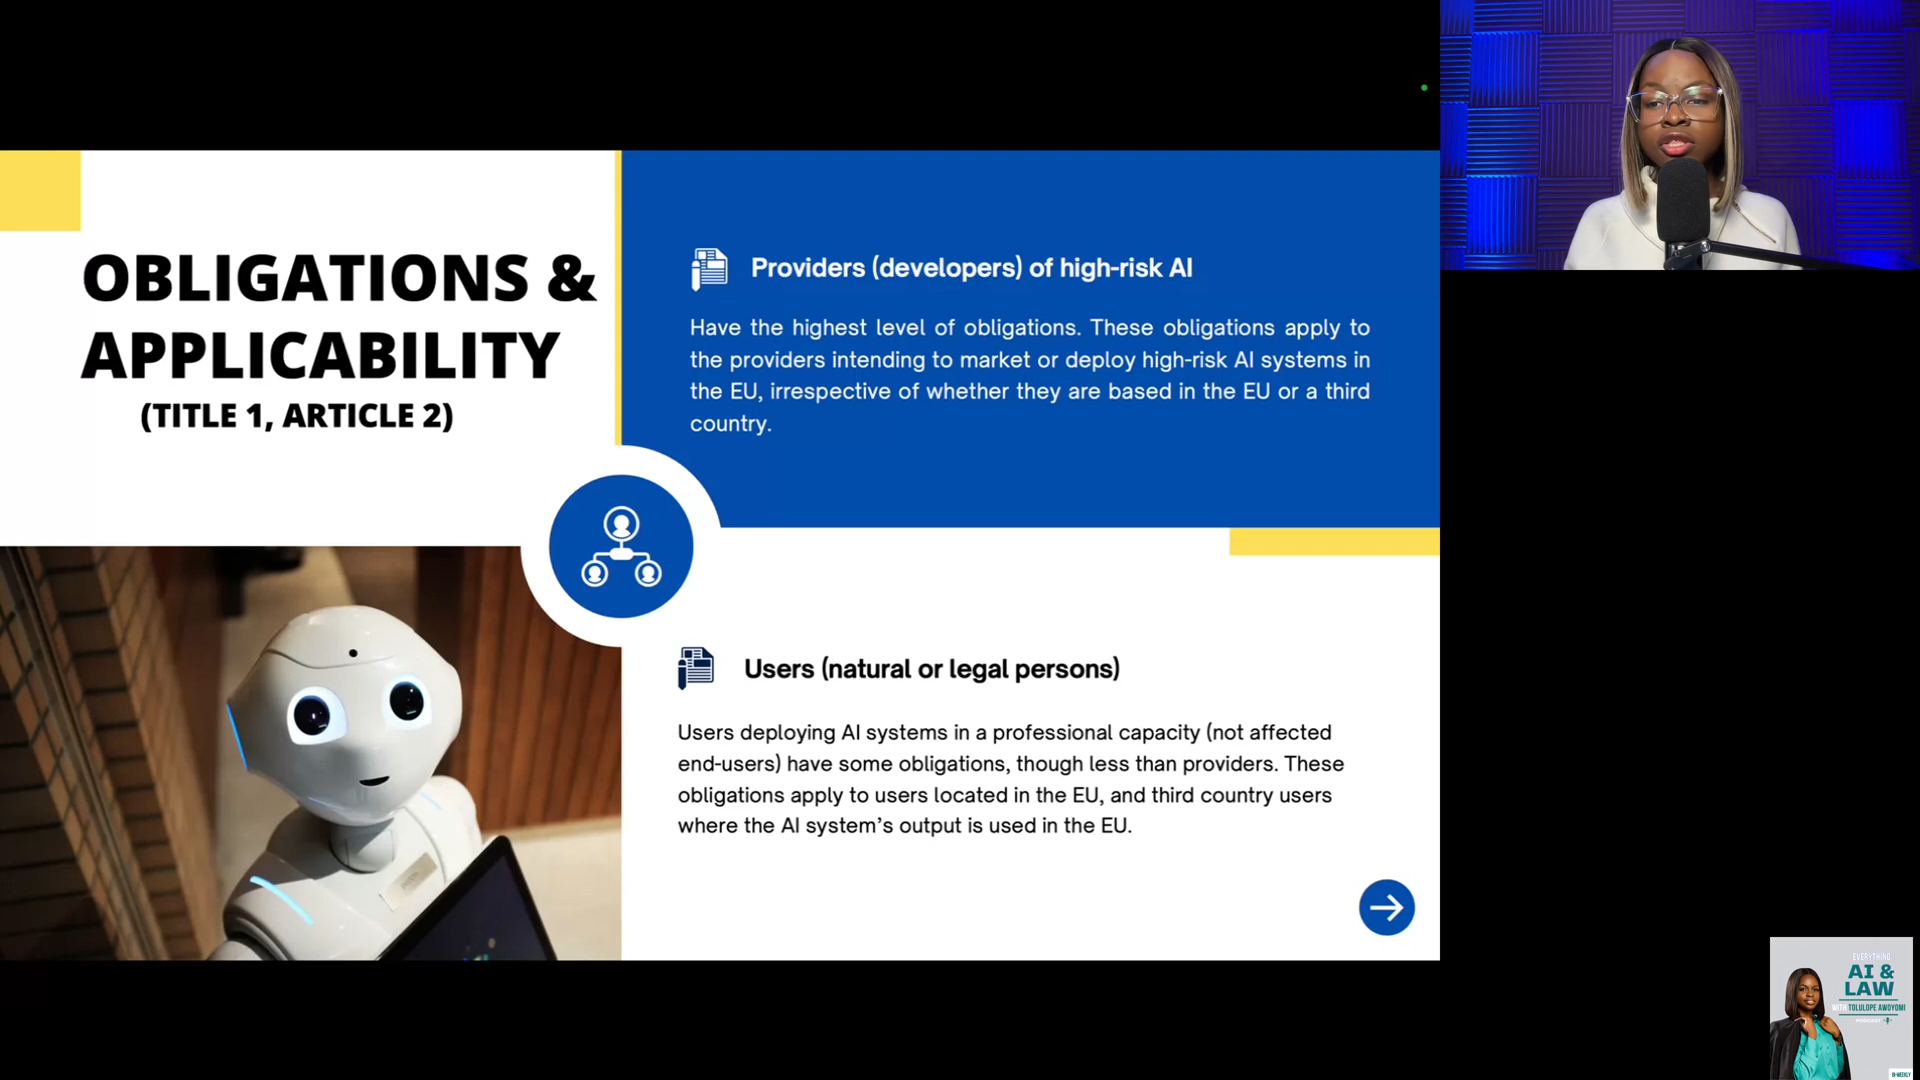 OBLIGATIONS &
APPLICABILITY
(TITLE 1, ARTICLE 2)
Providers (developers) of high-risk AI
Have the highest level of obligations. These obligations apply to
the providers intending to market or deploy high-risk AI systems in
the EU, irrespective of whether they are based in the EU or a third
country.
Users (natural or legal persons)
Users deploying AI systems in a professional capacity (not affected
end-users) have some obligations, though less than providers. These
obligations apply to users located in the EU, and third country users
where the AI system's output is used in the EU.
EVERYTHING
AI &
LAW
WITH TOLULOPE AWOYOMI
PODCAST
BI-WEEKLY